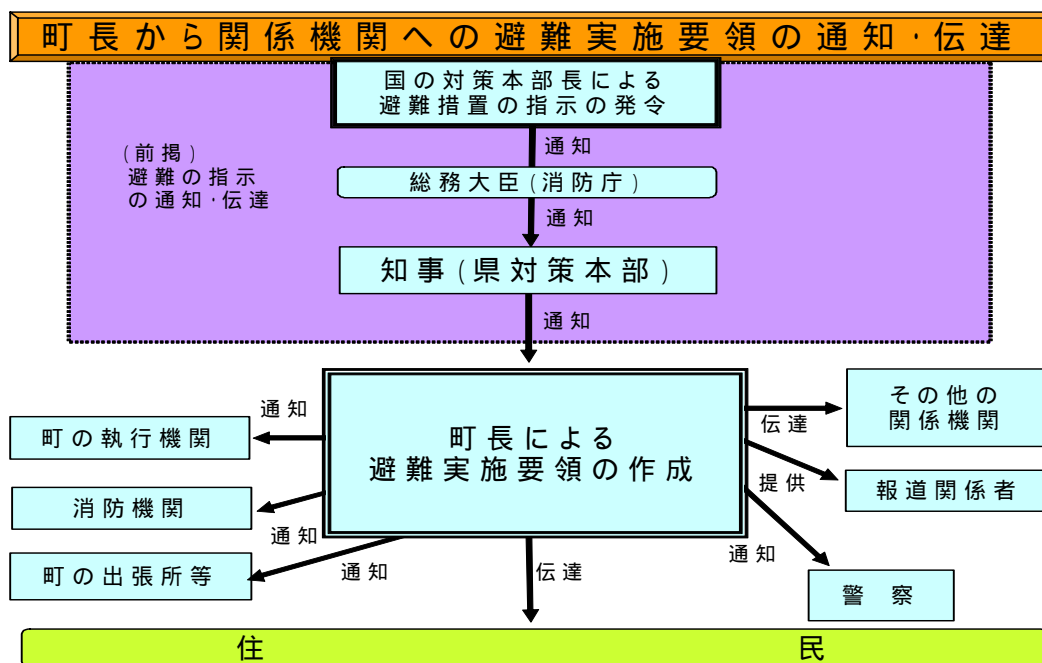 町長から関係機関への避難実施要領の通知・伝達
国の対策本部長による
避難措置の指示の発令
通知
(前掲)
避難の指示
の通知・伝達
総務大臣(消防庁)
通知
知事(県対策本部)
通知
町長による
避難実施要領の作成
通知
町の執行機関
消防機関
通知
町の出張所等
通知
伝達
その他の
関係機関
伝達
報道関係者
提供
通知
警察
住民